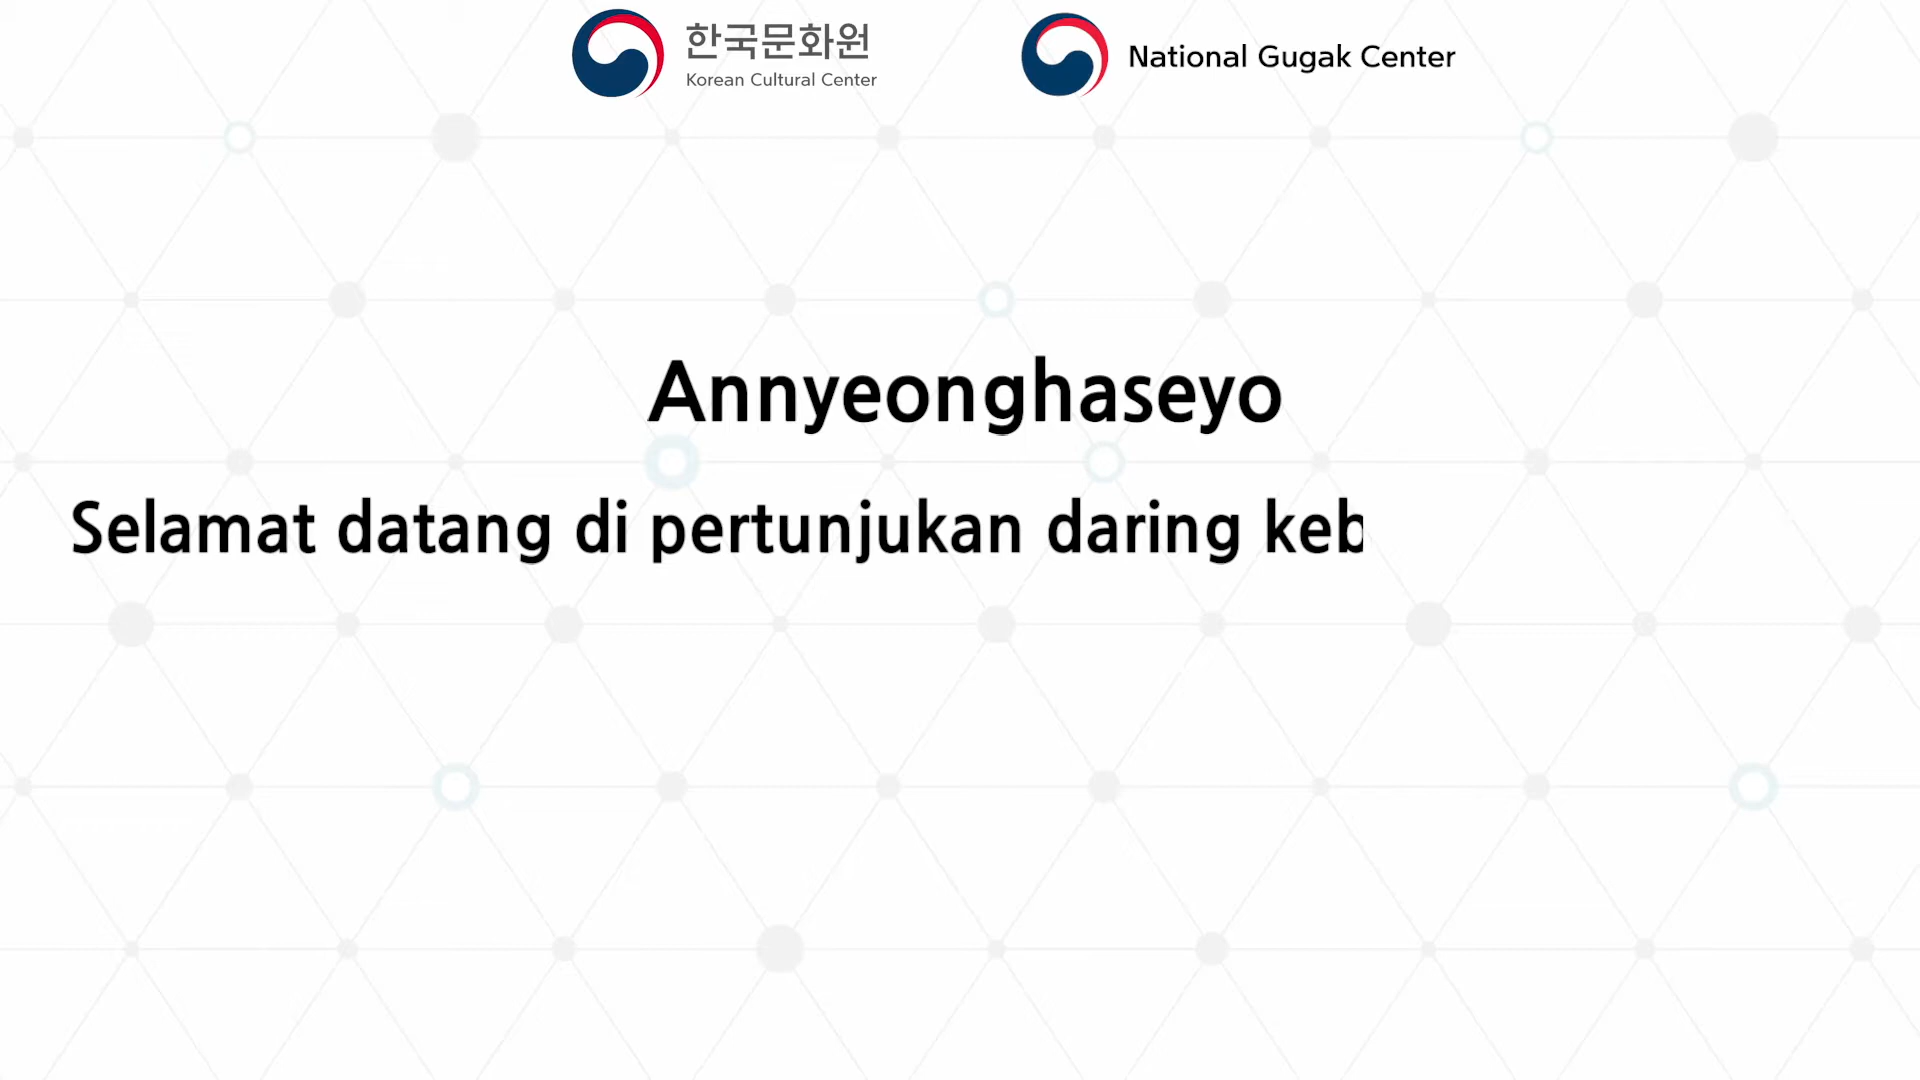 한국문화원
Korean Cultural Center
National Gugak Center
Annyeonghaseyo
Selamat datang di pertunjukan daring keb